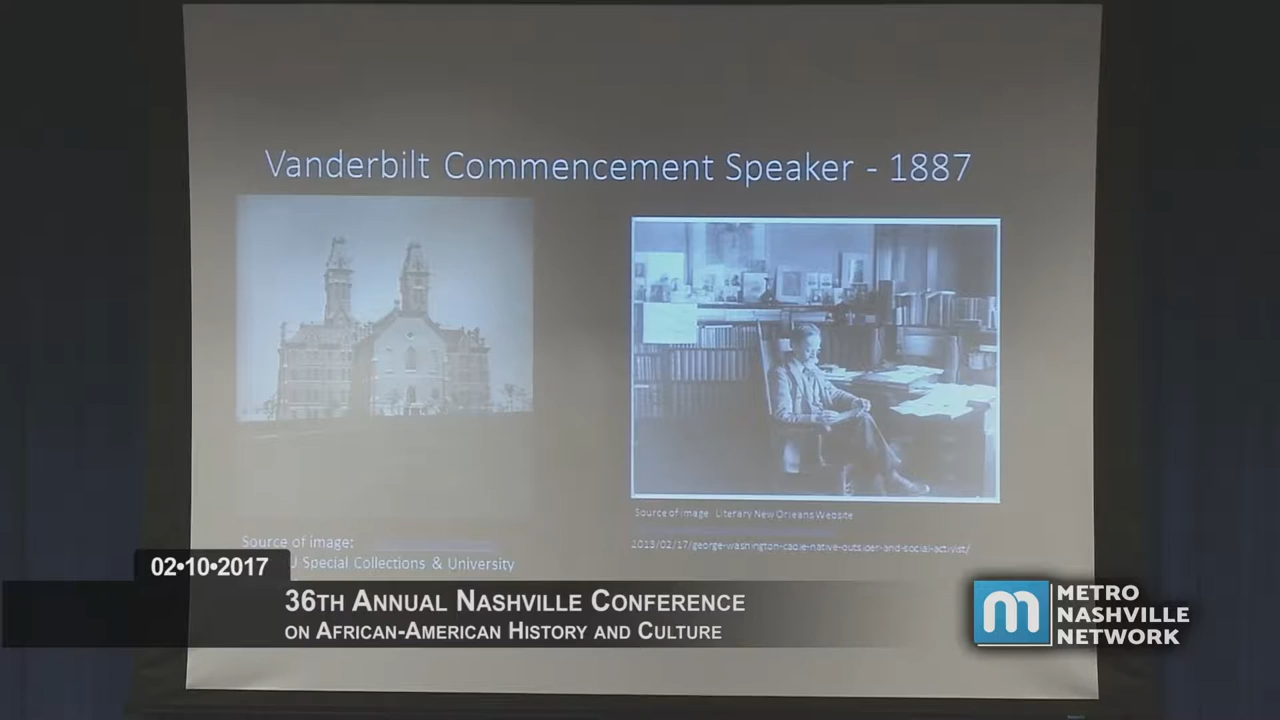 Vanderbilt Commencement Speaker - 1887
Source of image: Literary New Orleans Website
2013/02/17/george-washington-cable-native-outsider-and-social-activist/
Source of image:
U Special Collections & University
02•10•2017
36TH ANNUAL NASHVILLE CONFERENCE
ON AFRICAN-AMERICAN HISTORY AND CULTURE
m METRO
NASHVILLE
NETWORK